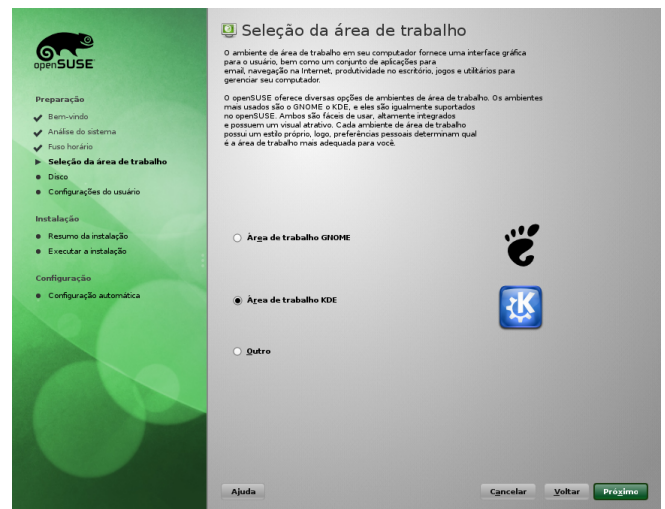 openSUSE
Preparação
Bem-vindo
Análise do sistema
Fuso horário
Seleção da área de trabalho
Disco
Configurações do usuário
Instalação
Resumo da instalação
Executar a instalação
Configuração
Configuração automática
Seleção da área de trabalho
O ambiente de área de trabalho em seu computador fornece uma interface gráfica
para o usuário, bem como um conjunto de aplicações para
email, navegação na Internet, produtividade no escritório, jogos e utilitários para
gerenciar seu computador.
O openSUSE oferece diversas opções de ambientes de área de trabalho. Os ambientes
mais usados são o GNOME o KDE, e eles são igualmente suportados
no openSUSE. Ambos são fáceis de usar, altamente integrados
e possuem um visual atrativo. Cada ambiente de área de trabalho
possui um estilo próprio, logo, preferências pessoais determinam qual
é a área de trabalho mais adequada para você.
Área de trabalho GNOME
Área de trabalho KDE
K
Outro
Ajuda
Cancelar
Voltar
Próximo